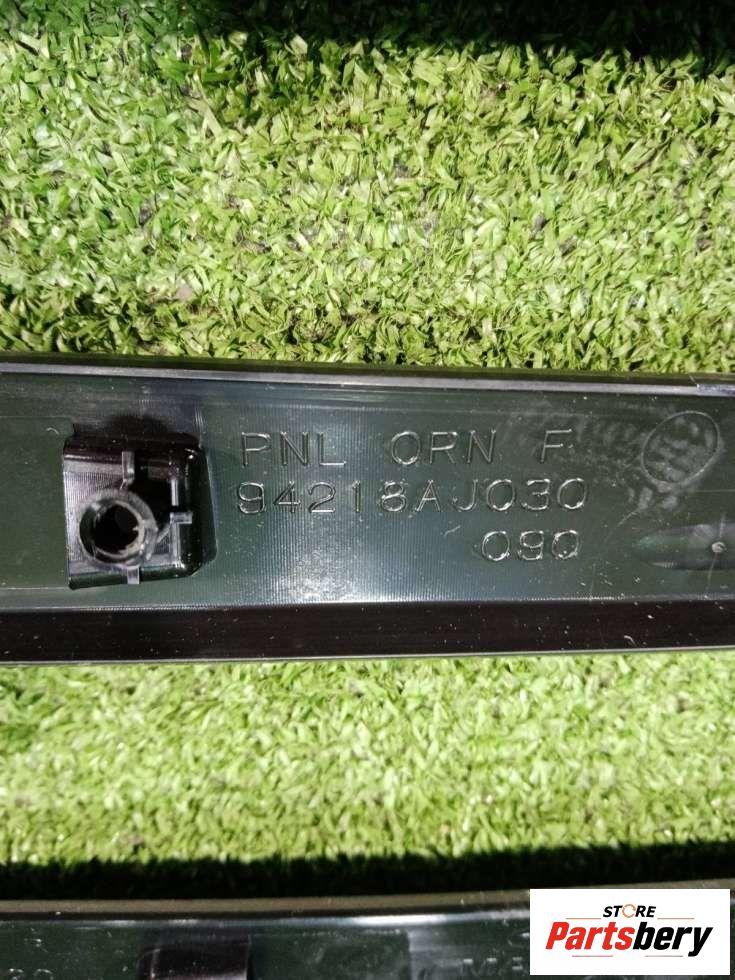 PNL ORN F
94218AJ030
090
STORE
Partsbery